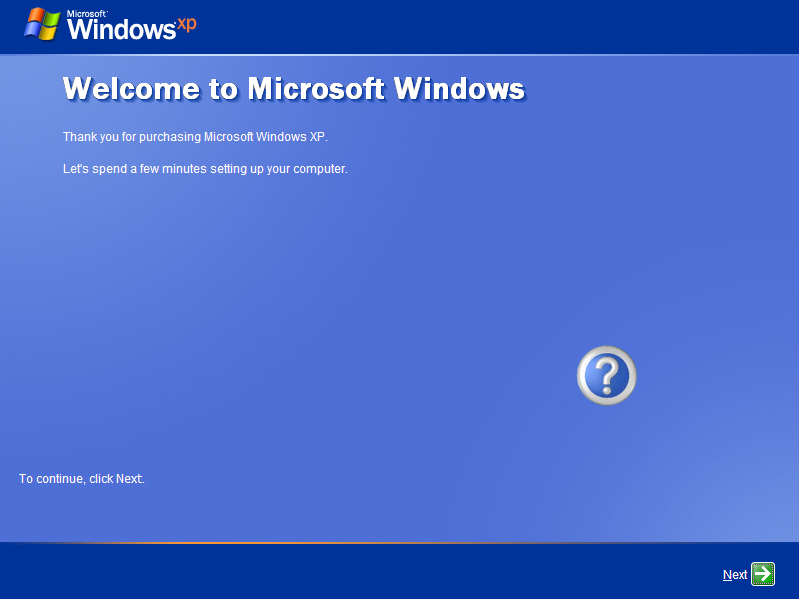 Microsoft®
Windows xp
Welcome to Microsoft Windows
Thank you for purchasing Microsoft Windows XP.
Let's spend a few minutes setting up your computer.
?
To continue, click Next.
Next